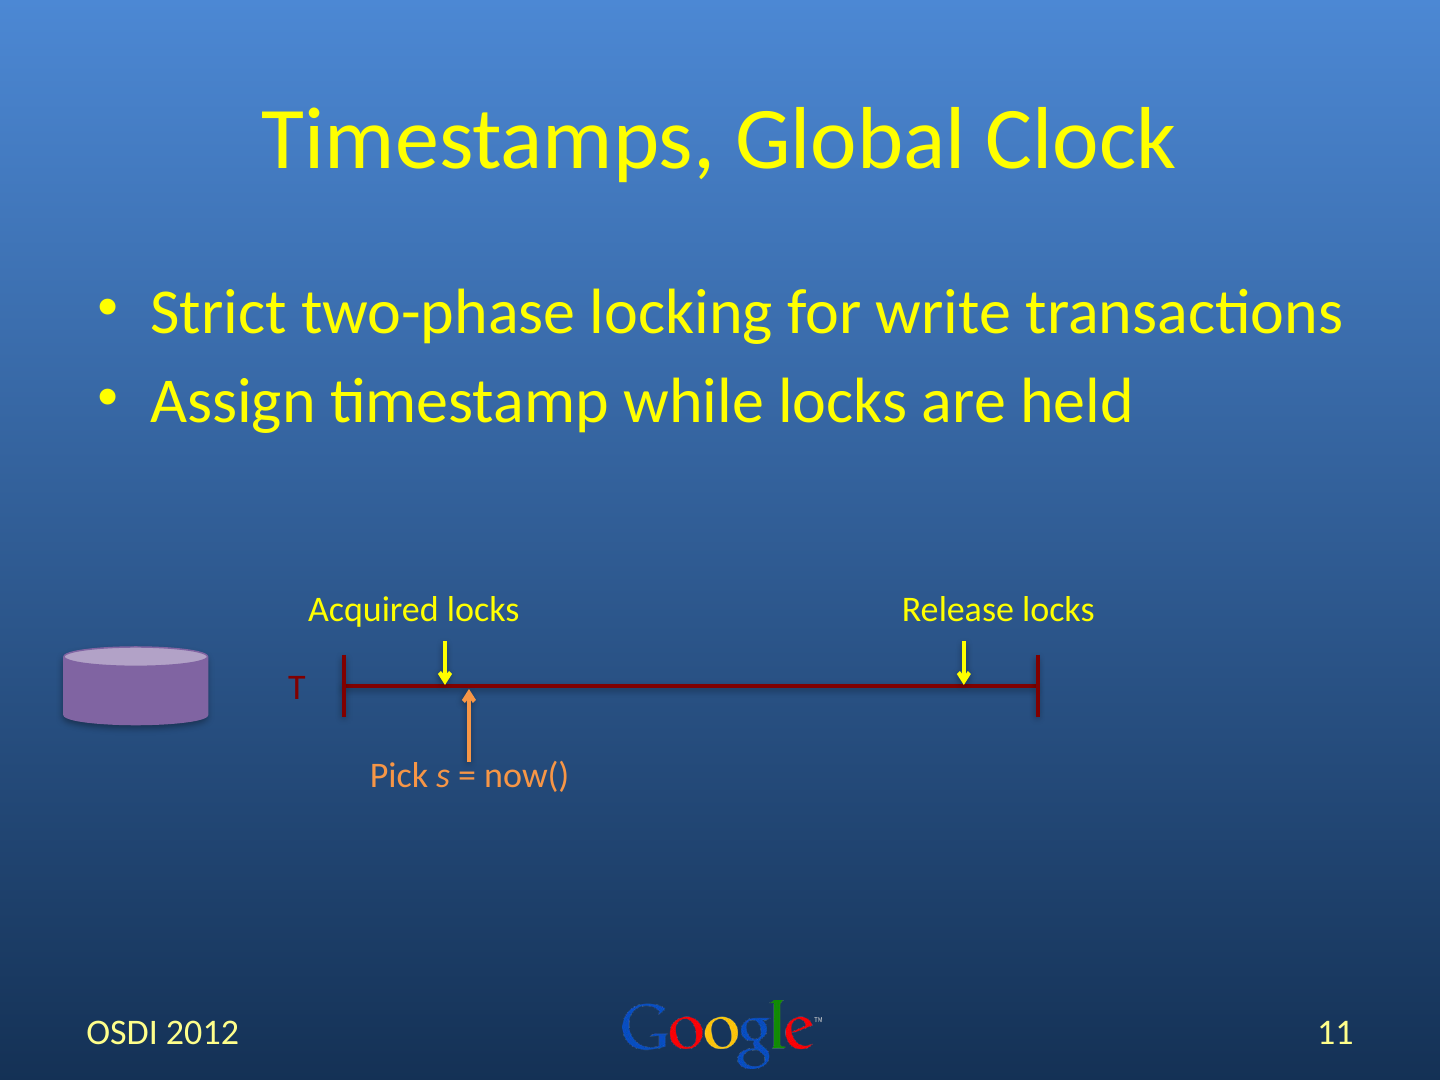 Timestamps, Global Clock
• Strict two-phase locking for write transactions
• Assign timestamp while locks are held
Acquired locks
Release locks
T
Pick s = now()
OSDI 2012
Google™
11